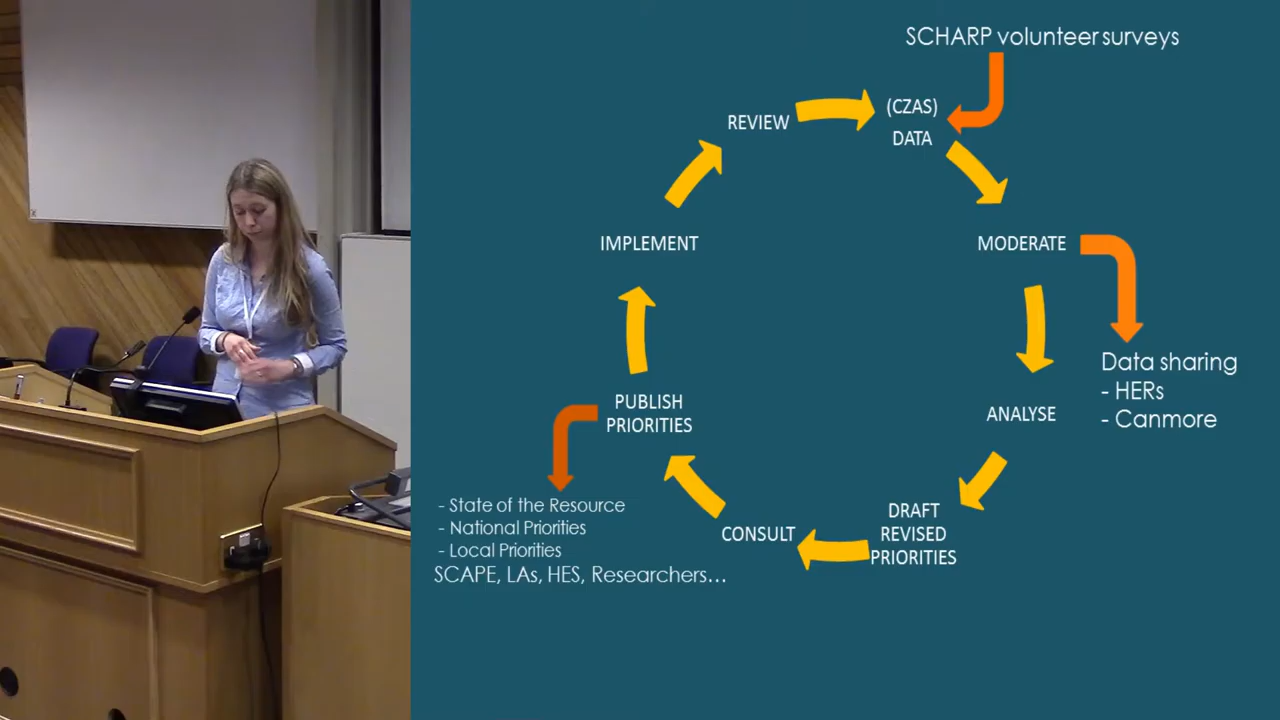 SCHARP volunteer surveys
(CZAS)
DATA
REVIEW
MODERATE
IMPLEMENT
Data sharing
- HERs
- Canmore
ANALYSE
PUBLISH
PRIORITIES
- State of the Resource
- National Priorities
- Local Priorities
SCAPE, LAs, HES, Researchers…
CONSULT
DRAFT
REVISED
PRIORITIES